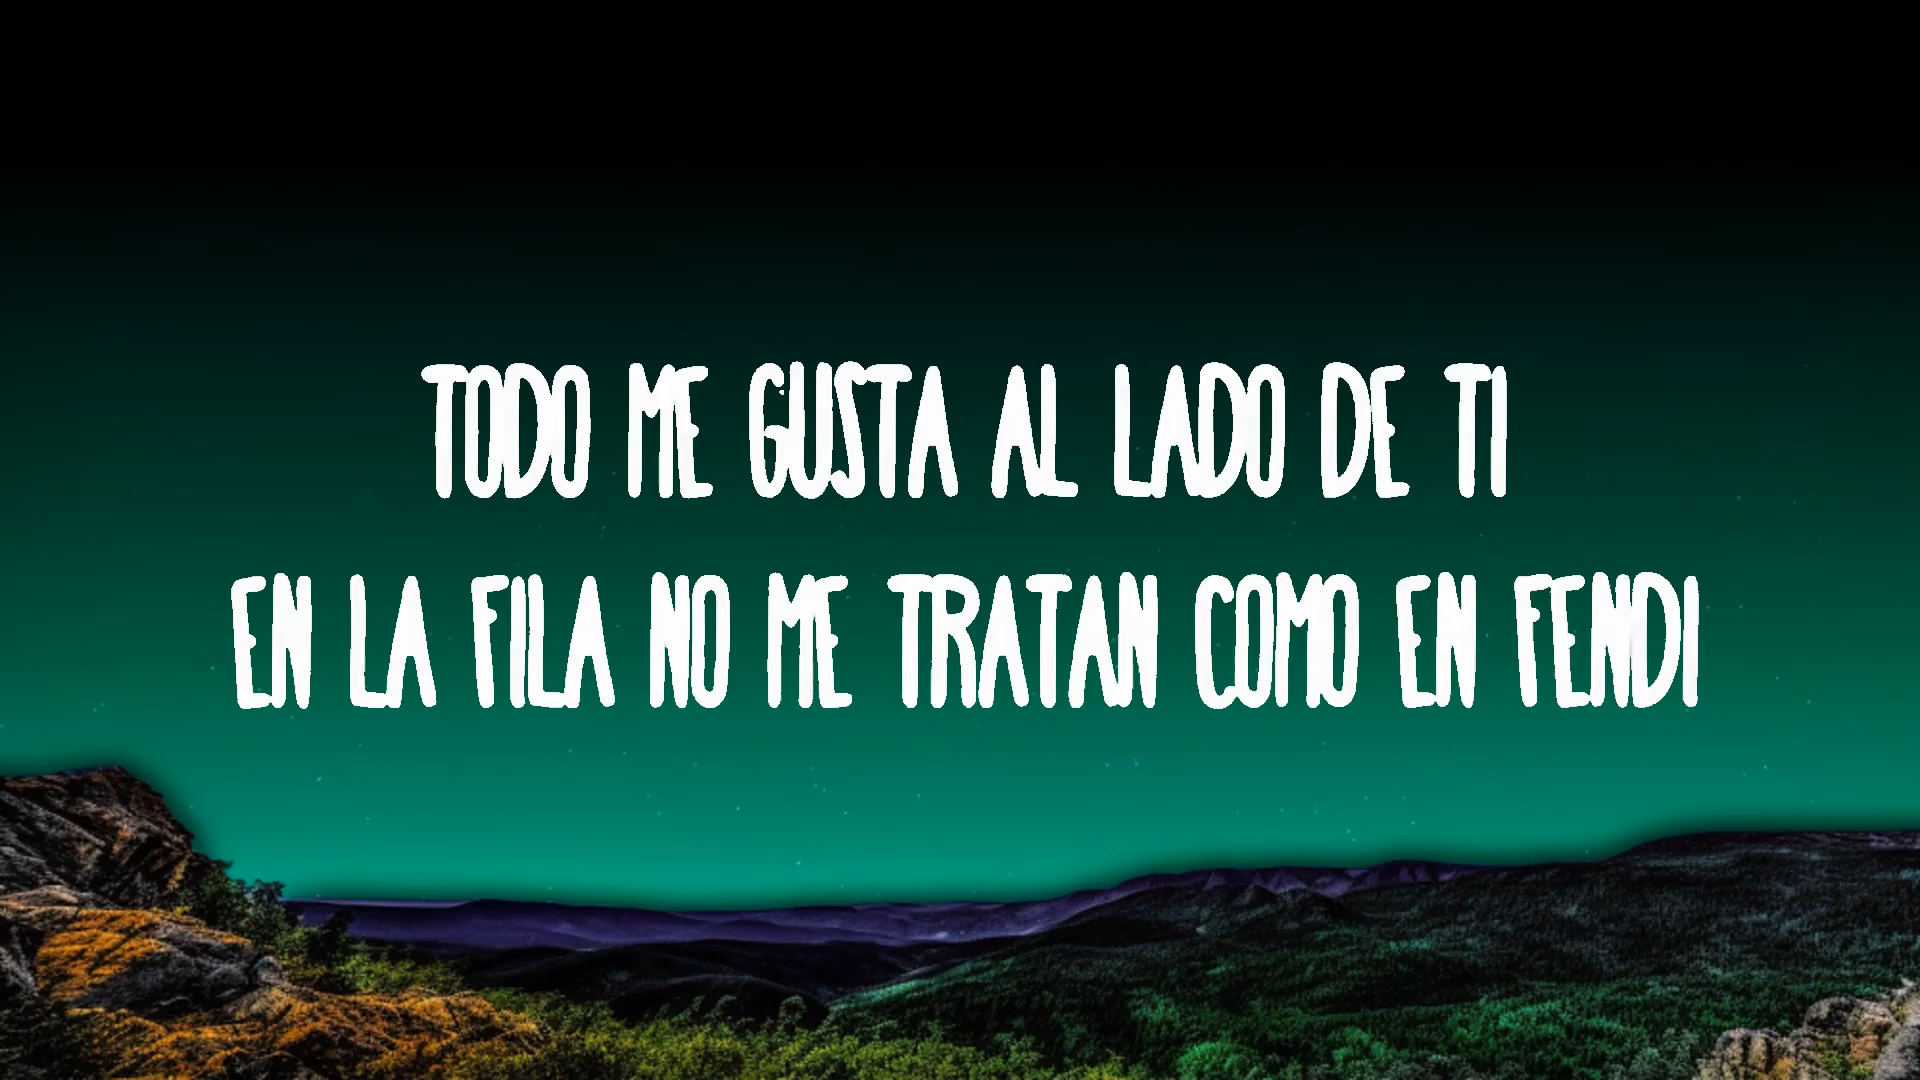 TODO ME GUSTA AL LADO DE TI
EN LA FILA NO ME TRATAN COMO EN FENDI